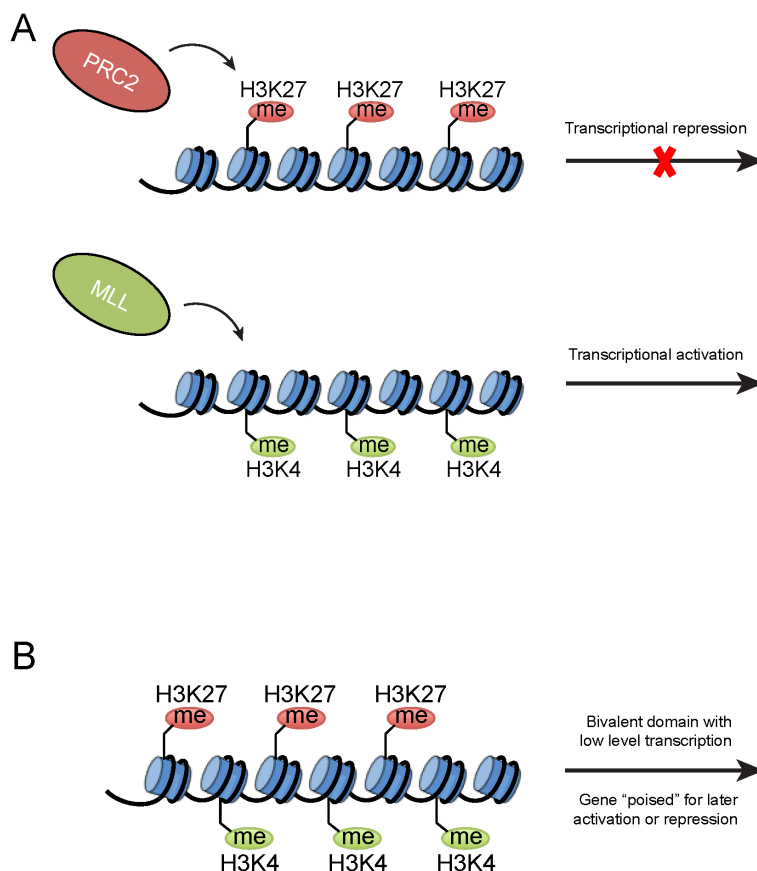 A
PRC2
H3K27 H3K27 H3K27
me me me
Transcriptional repression
MLL
Transcriptional activation
me me me
H3K4 H3K4 H3K4
B
H3K27 H3K27 H3K27
me me me
Bivalent domain with
low level transcription
Gene “poised” for later
activation or repression
me me me
H3K4 H3K4 H3K4